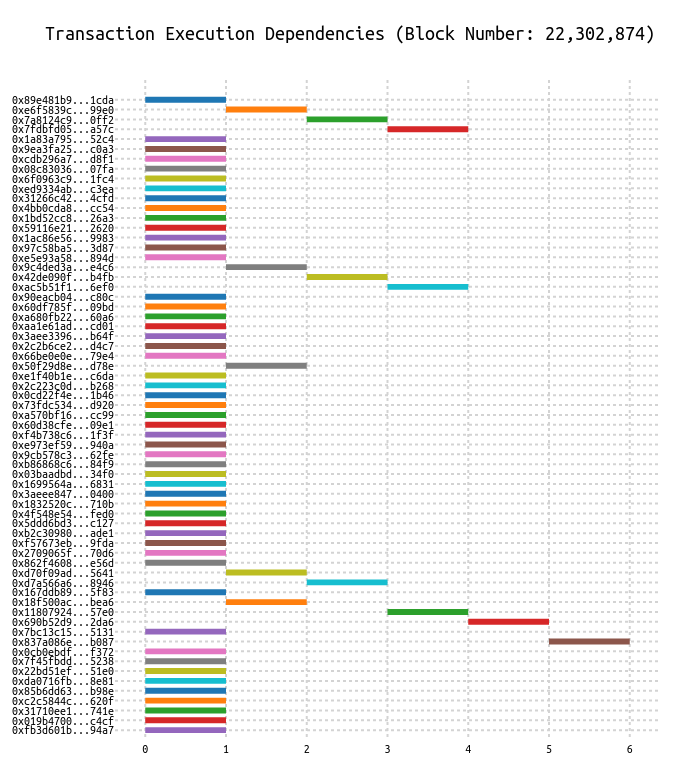 Transaction Execution Dependencies (Block Number: 22,302,874)
0x89e481b9...1cda
0xe6f5839c...99e0
0x7a8124c9...0ff2
0x7fdbfd05...a57c
0x1a83a795...52c4
0x9ea3fa25...c0a3
0xcdb296a7...d8f1
0x08c83036...07fa
0x6f0963c9...1fc4
0xed9334ab...c3ea
0x31266c42...4cfd
0x4bb0cda8...cc54
0x1bd52cc8...26a3
0x59116e21...2620
0x1ac86e56...9983
0x97c58ba5...3d87
0xe5e93a58...894d
0x9c4ded3a...e4c6
0x42de090f...b4fb
0xac5b51f1...6ef0
0x90eacb04...c80c
0x60df785f...09bd
0xa680fb22...60a6
0xaa1e61ad...cd01
0x3aee3396...b64f
0x2c2b6ce2...d4c7
0x66be0e0e...79e4
0x50f29d8e...d78e
0xe1f40b1e...c6da
0x2c223c0d...b268
0x0cd22f4e...1b46
0x73fdc534...d920
0xa570bf16...cc99
0x60d38cfe...09e1
0xf4b738c6...1f3f
0xe973ef59...940a
0x9cb578c3...62fe
0xb86868c6...84f9
0x03baadbd...34f0
0x1699564a...6831
0x3aeee847...0400
0x1832520c...710b
0x4f548e54...fed0
0x5ddd6bd3...c127
0xb2c30980...ade1
0xf57673eb...9fda
0x2709065f...70d6
0x862f4608...e56d
0xd70f09ad...5641
0xd7a566a6...8946
0x167ddb89...5f83
0x18f500ac...bea6
0x11807924...57e0
0x690b52d9...2da6
0x7bc13c15...5131
0x837a086e...b087
0x0cb0ebdf...f372
0x7f45fbdd...5238
0x22bd51ef...51e0
0xda0716fb...8e81
0x85b6dd63...b98e
0xc2c5844c...620f
0x31710ee1...741e
0x019b4700...c4cf
0xfb3d601b...94a7
0 1 2 3 4 5 6